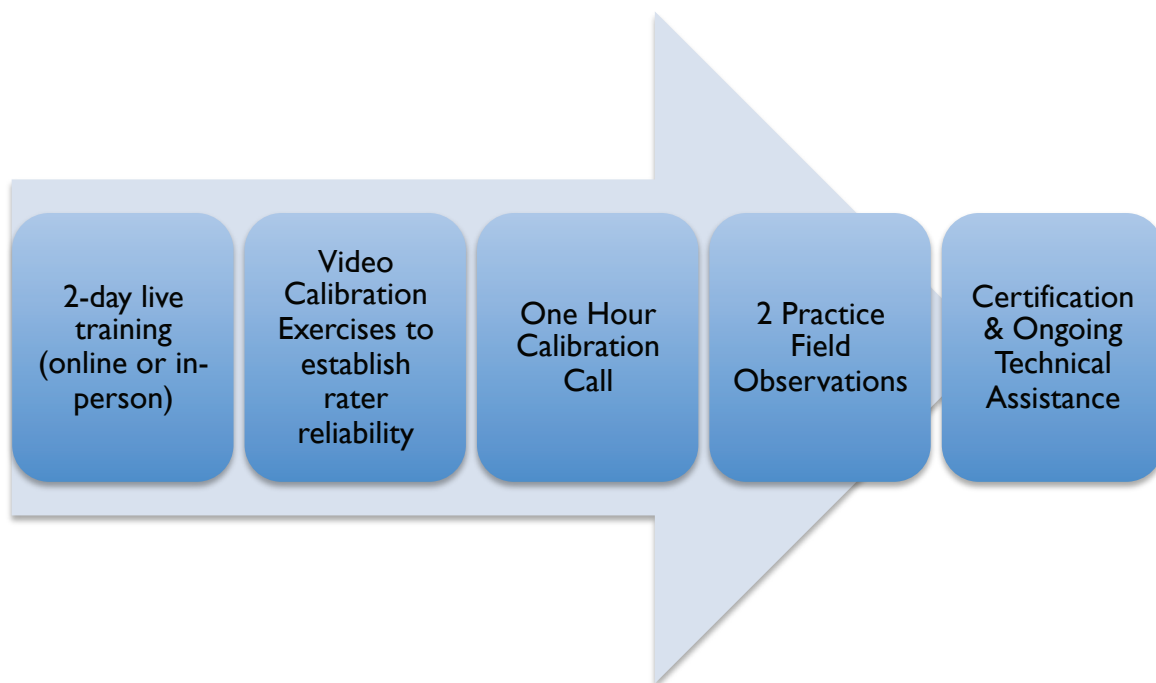 2-day live
training
(online or in-
person)
Video
Calibration
Exercises to
establish
rater
reliability
One Hour
Calibration
Call
2 Practice
Field
Observations
Certification
& Ongoing
Technical
Assistance